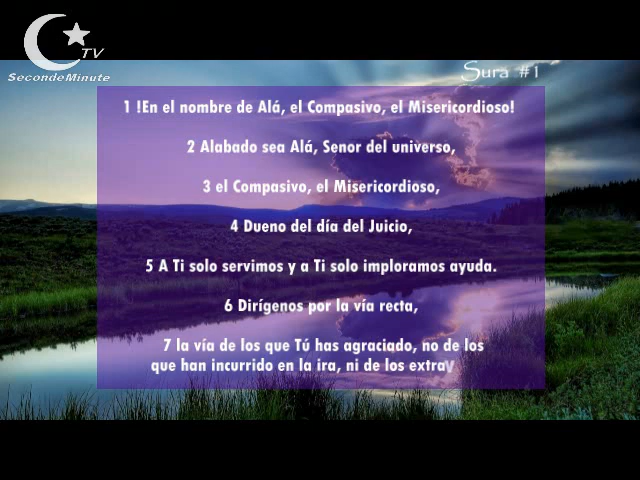 TV
SecondeMinute
Sura #1
1 !En el nombre de Alá, el Compasivo, el Misericordioso!
2 Alabado sea Alá, Senor del universo,
3 el Compasivo, el Misericordioso,
4 Dueno del día del Juicio,
5 A Ti solo servimos y a Ti solo imploramos ayuda.
6 Dirígenos por la vía recta,
7 la vía de los que Tú has agraciado, no de los
que han incurrido en la ira, ni de los extrav